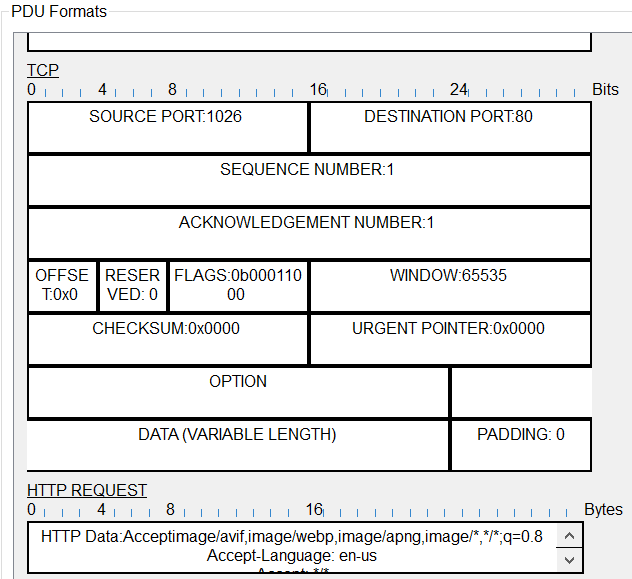 PDU Formats
TCP
0 4 8 16 24 Bits
SOURCE PORT:1026 DESTINATION PORT:80
SEQUENCE NUMBER:1
ACKNOWLEDGEMENT NUMBER:1
OFFSE RESER FLAGS:0b000110 WINDOW:65535
T:0x0 VED: 0 00
CHECKSUM:0x0000 URGENT POINTER:0x0000
OPTION
DATA (VARIABLE LENGTH) PADDING: 0
HTTP REQUEST
0 4 8 16 Bytes
HTTP Data:Acceptimage/avif,image/webp,image/apng,image/*,*/*;q=0.8
Accept-Language: en-us
Accept: */*